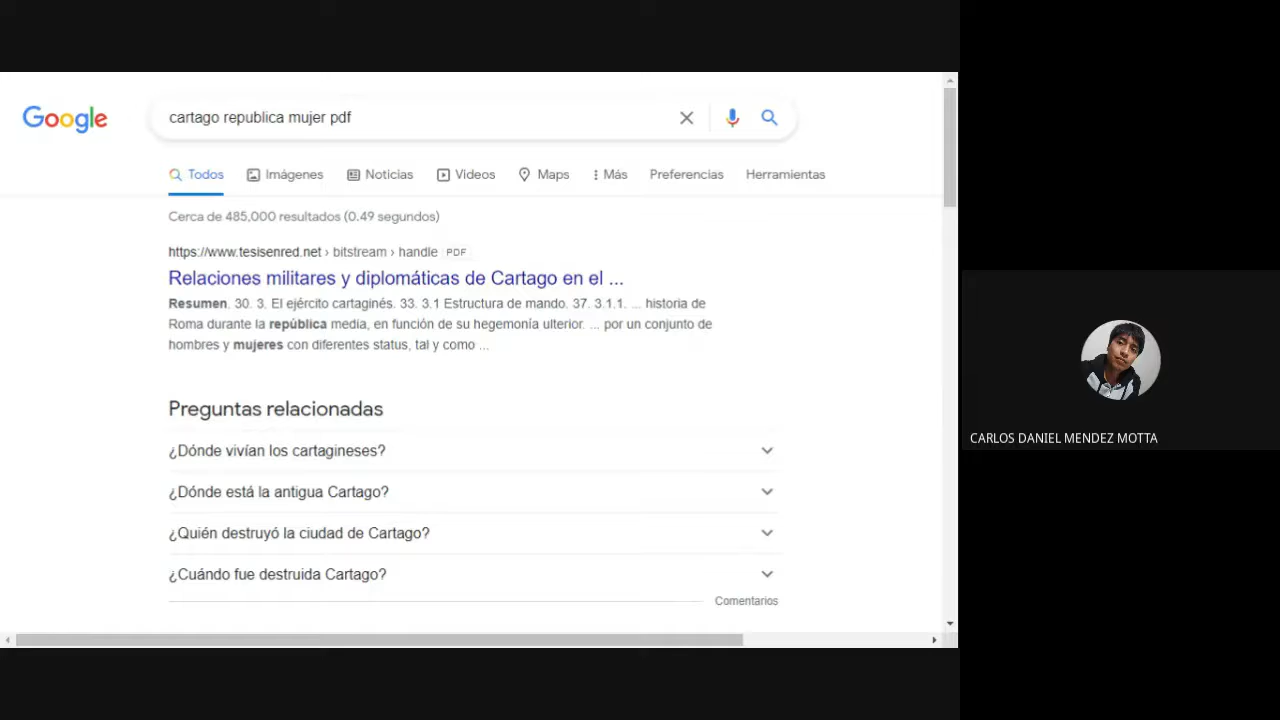 Google
cartago republica mujer pdf
Todos Imágenes Noticias Videos Maps Más Preferencias Herramientas
Cerca de 485,000 resultados (0.49 segundos)
https://www.tesisenred.net › bitstream › handle PDF
Relaciones militares y diplomáticas de Cartago en el ...
Resumen. 30. 3. El ejército cartaginés. 33. 3.1 Estructura de mando. 37. 3.1.1. ... historia de
Roma durante la república media, en función de su hegemonía ulterior. ... por un conjunto de
hombres y mujeres con diferentes status, tal y como ...
Preguntas relacionadas
¿Dónde vivían los cartagineses?
¿Dónde está la antigua Cartago?
¿Quién destruyó la ciudad de Cartago?
¿Cuándo fue destruida Cartago?
Comentarios
CARLOS DANIEL MENDEZ MOTTA